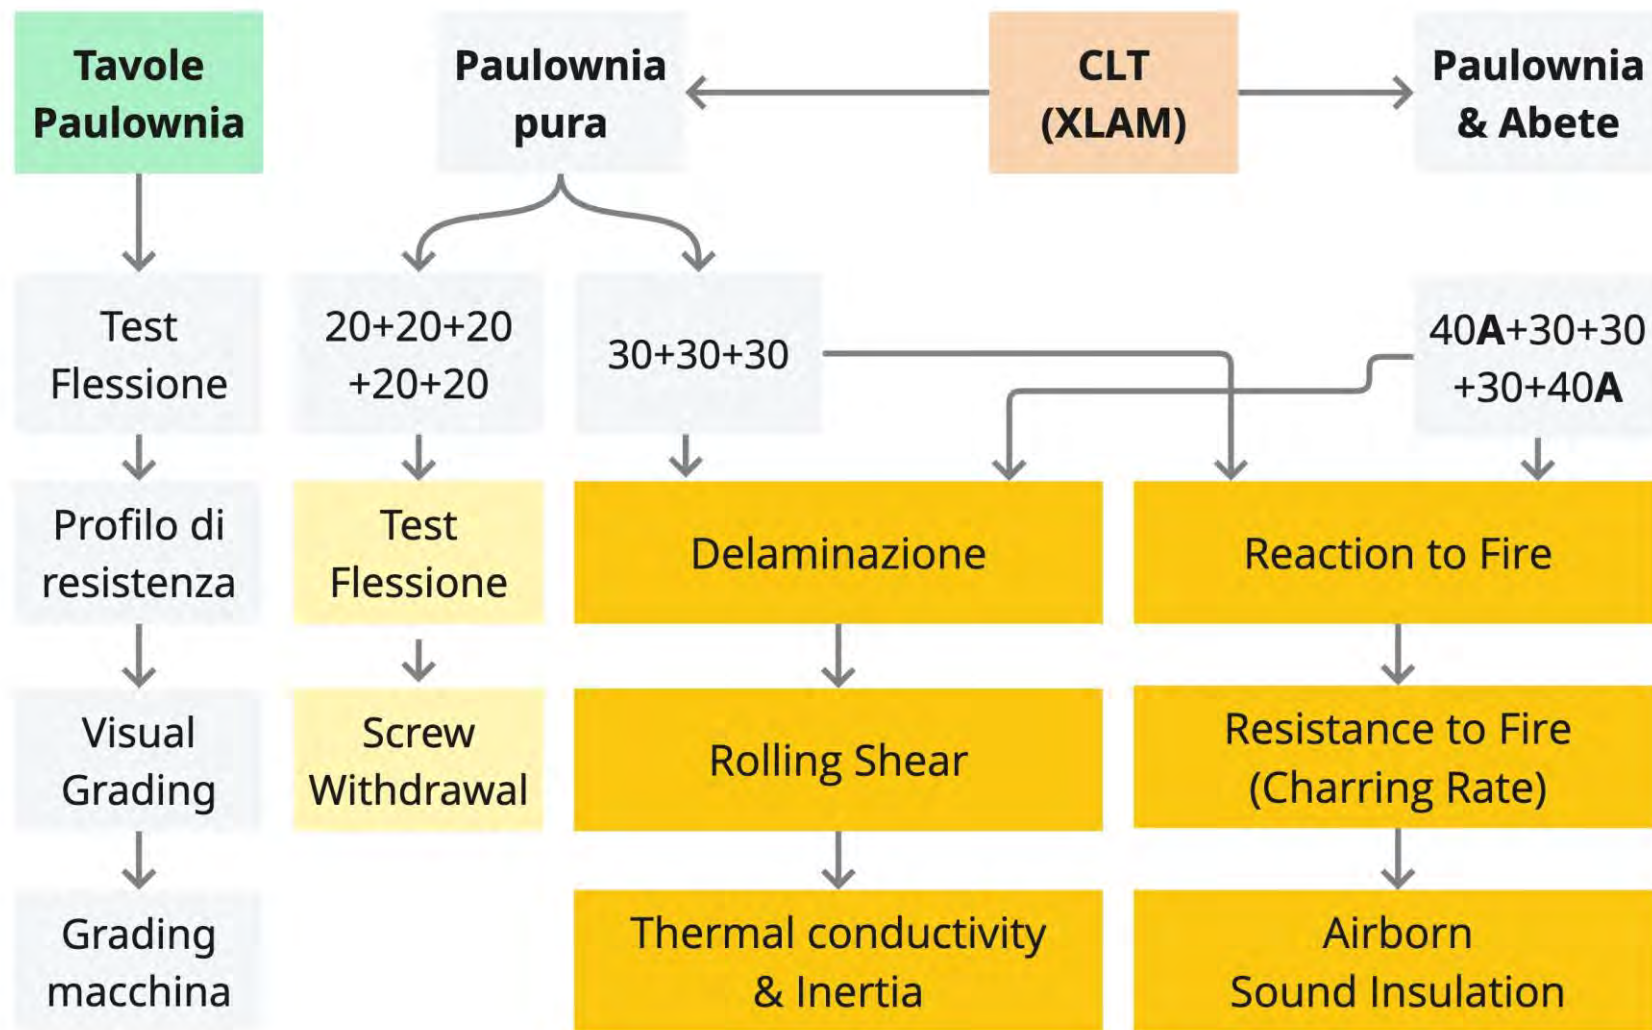 Tavole
Paulownia
Paulownia
pura
CLT
(XLAM)
Paulownia
& Abete
Test
Flessione
20+20+20
+20+20
30+30+30
40A+30+30
+30+40A
Profilo di
resistenza
Test
Flessione
Delaminazione
Reaction to Fire
Visual
Grading
Screw
Withdrawal
Rolling Shear
Resistance to Fire
(Charring Rate)
Grading
macchina
Thermal conductivity
& Inertia
Airborn
Sound Insulation